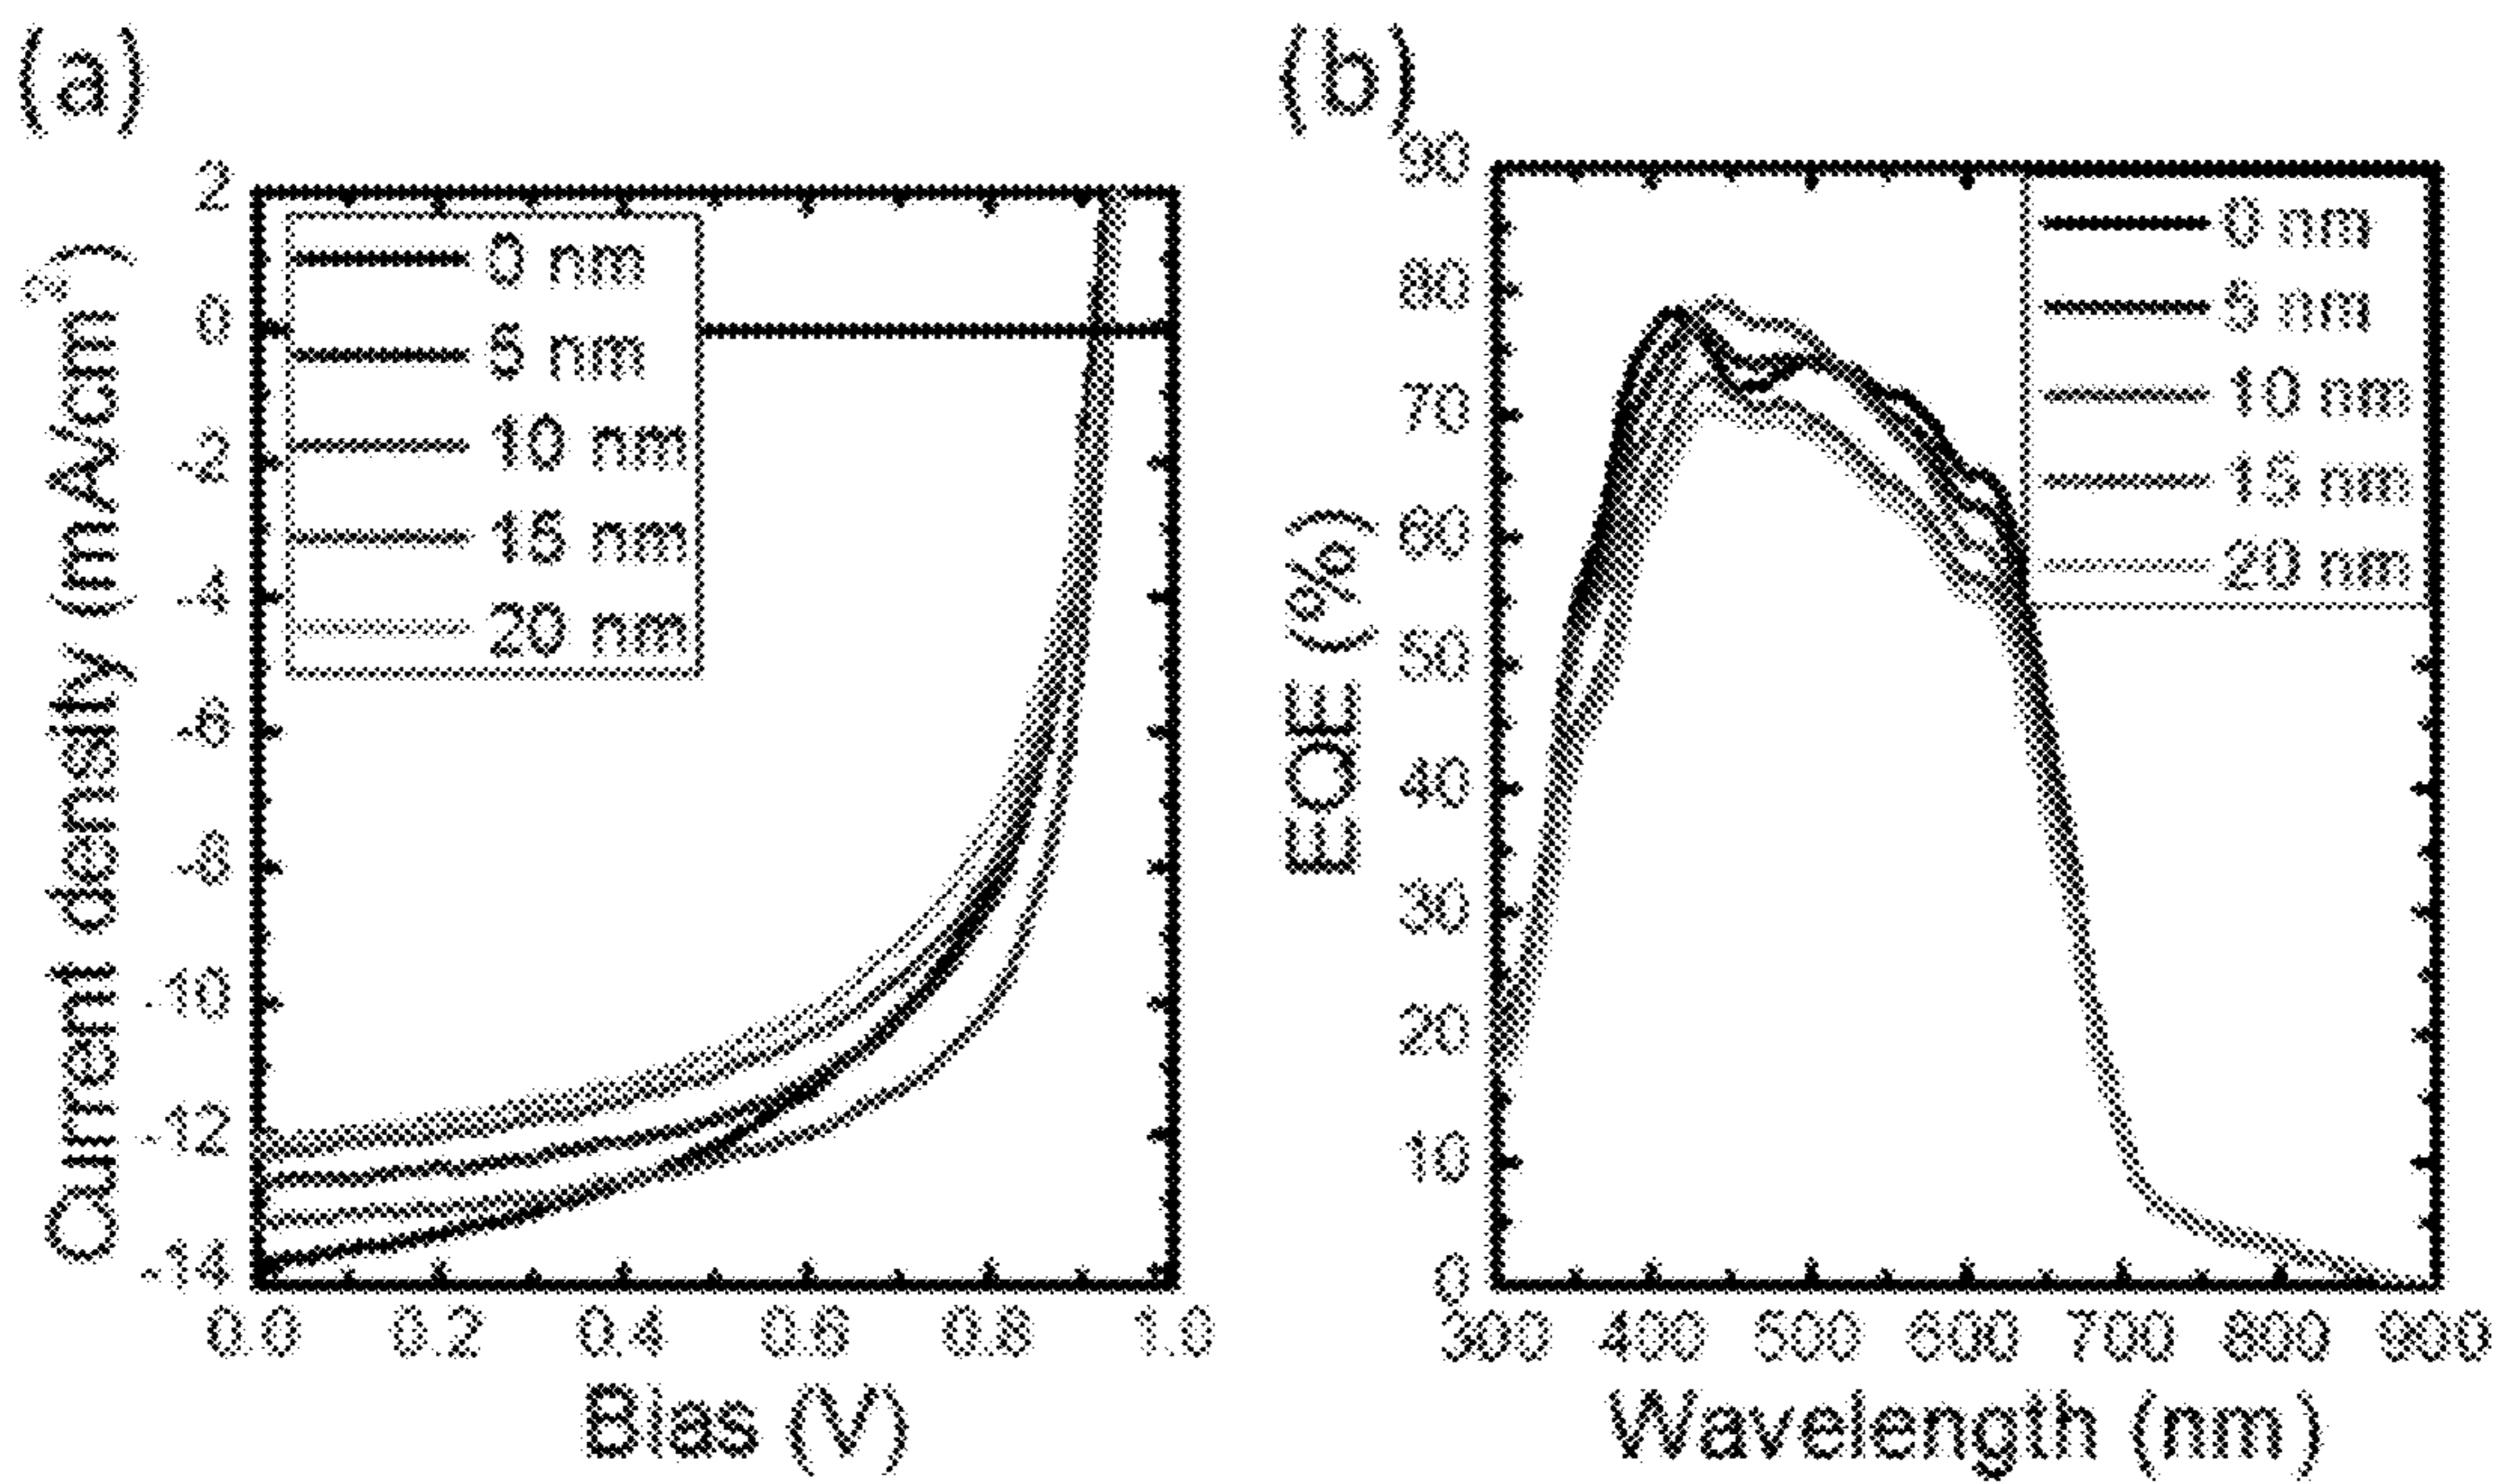 (a)
2
0
-2
-4
-6
-8
-10
-12
-14
0.0 0.2 0.4 0.6 0.8 1.0
Current density (mA/cm²)
Bias (V)
0 nm
5 nm
10 nm
15 nm
20 nm
(b)
90
80
70
60
50
40
30
20
10
0
300 400 500 600 700 800 900
EQE (%)
Wavelength (nm)
0 nm
5 nm
10 nm
15 nm
20 nm